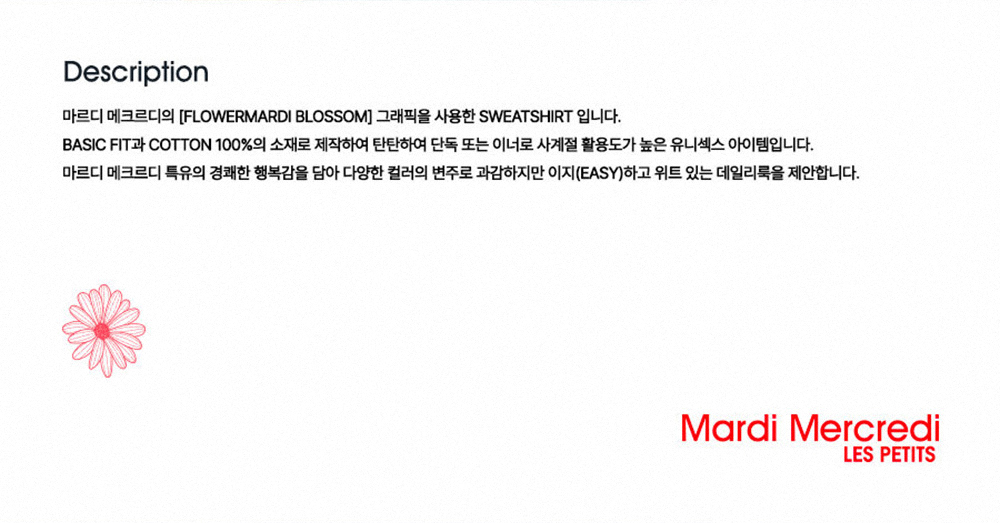 Description
마르디 메크르디의 [FLOWERMARDI BLOSSOM] 그래픽을 사용한 SWEATSHIRT 입니다.
BASIC FIT과 COTTON 100%의 소재로 제작하여 탄탄하여 단독 또는 이너로 사계절 활용도가 높은 유니섹스 아이템입니다.
마르디 메크르디 특유의 경쾌한 행복감을 담아 다양한 컬러의 변주로 과감하지만 이지(EASY)하고 위트 있는 데일리룩을 제안합니다.
Mardi Mercredi
LES PETITS